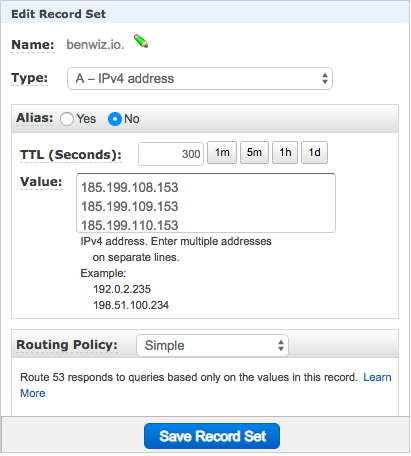 Edit Record Set
Name: benwiz.io.
Type: A – IPv4 address
Alias: Yes No
TTL (Seconds): 300 1m 5m 1h 1d
Value: 185.199.108.153
185.199.109.153
185.199.110.153
IPv4 address. Enter multiple addresses
on separate lines.
Example:
192.0.2.235
198.51.100.234
Routing Policy: Simple
Route 53 responds to queries based only on the values in this record. Learn
More
Save Record Set